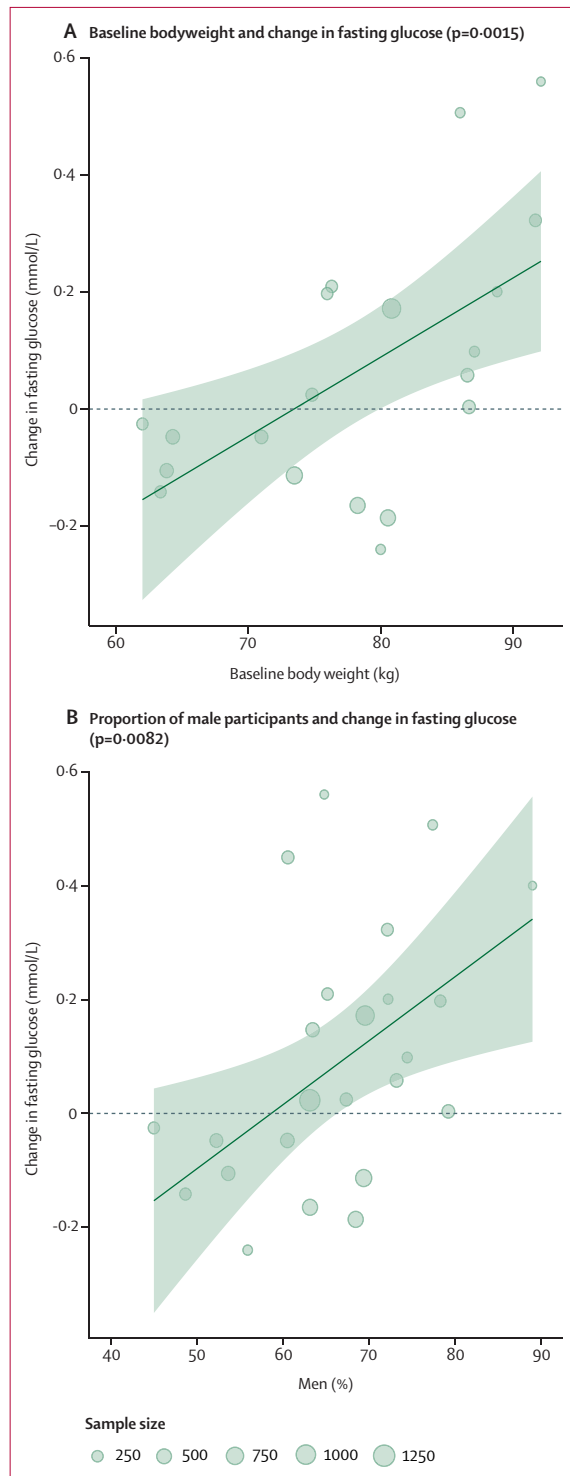 A Baseline bodyweight and change in fasting glucose (p=0·0015)
0·6
0·4
0·2
0
–0·2
Change in fasting glucose (mmol/L)
60 70 80 90
Baseline body weight (kg)
B Proportion of male participants and change in fasting glucose
(p=0·0082)
0·6
0·4
0·2
0
-0·2
Change in fasting glucose (mmol/L)
40 50 60 70 80 90
Men (%)
Sample size
250 500 750 1000 1250